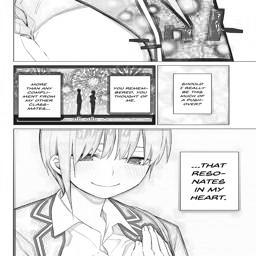 SHOULD
I REALLY
BE THIS
MUCH OF
A PUSH-
OVER?
YOU REMEM-
BERED. YOU
THOUGHT OF
ME.
MORE THAN
ANY COMPLI-
MENT FROM
MY OTHER
CLASS-
MATES...
...THAT
RESO-
NATES
IN MY
HEART.